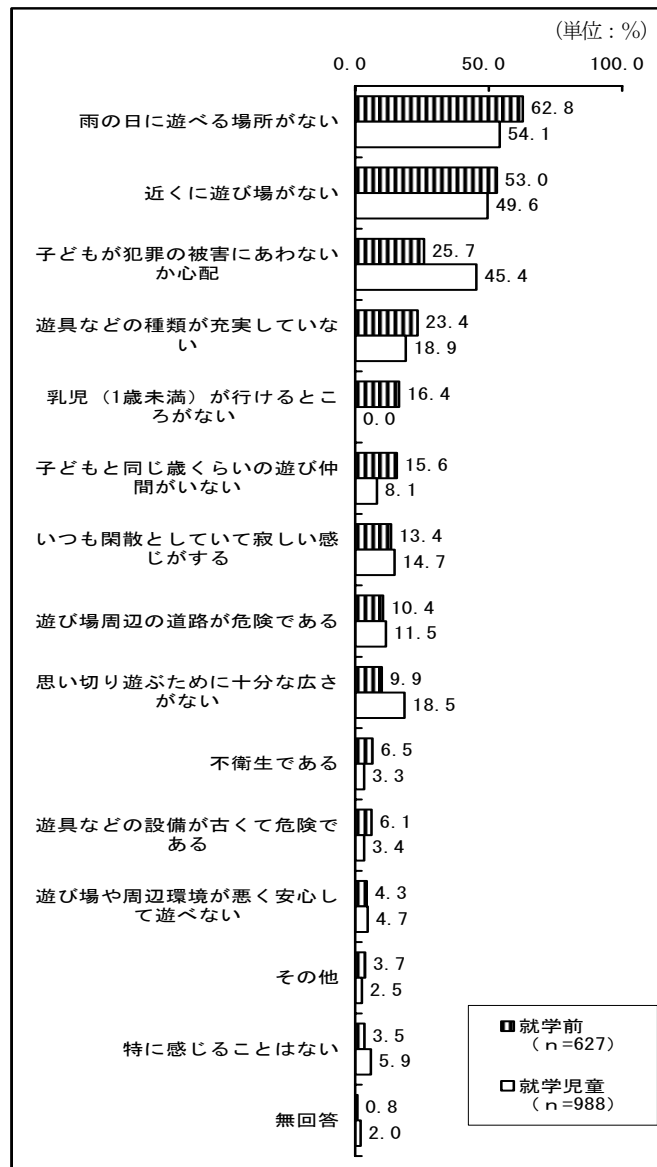 (単位：%)
0.0 50.0 100.0
雨の日に遊べる場所がない
62.8
54.1
近くに遊び場がない
53.0
49.6
子どもが犯罪の被害にあわない
か心配
25.7
45.4
遊具などの種類が充実していな
い
23.4
18.9
乳児（1歳未満）が行けるとこ
ろがない
16.4
0.0
子どもと同じ歳くらいの遊び仲
間がいない
15.6
8.1
いつも閑散としていて寂しい感
じがする
13.4
14.7
遊び場周辺の道路が危険である
10.4
11.5
思い切り遊ぶために十分な広さ
がない
9.9
18.5
不衛生である
6.5
3.3
遊具などの設備が古くて危険で
ある
6.1
3.4
遊び場や周辺環境が悪く安心し
て遊べない
4.3
4.7
その他
3.7
2.5
特に感じることはない
3.5
5.9
無回答
0.8
2.0
就学前
（ｎ=627）
就学児童
（ｎ=988）